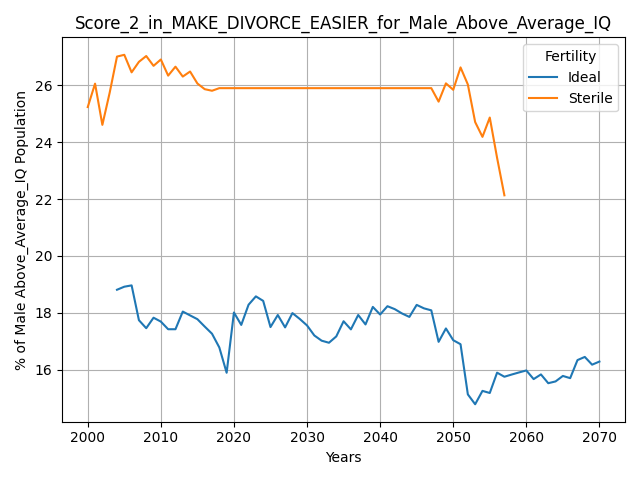 Score_2_in_MAKE_DIVORCE_EASIER_for_Male_Above_Average_IQ
Fertility
Ideal
Sterile
% of Male Above_Average_IQ Population
26
24
22
20
18
16
2000 2010 2020 2030 2040 2050 2060 2070
Years